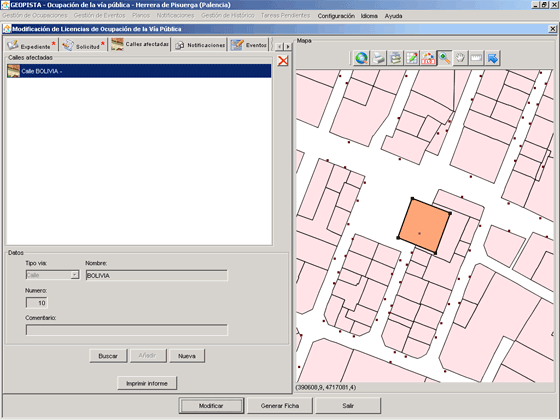 GEOPISTA - Ocupación de la vía pública - Herrera de Pisuerga (Palencia)
Gestión de Ocupaciones Gestión de Eventos Planos Notificaciones Gestión de Histórico Tareas Pendientes Configuración Idioma Ayuda
Modificación de Licencias de Ocupación de la Vía Pública
Expediente* Solicitud* Calles afectadas Notificaciones Eventos
Mapa
Calles afectadas
Calle BOLIVIA -
Datos
Tipo vía: Nombre:
Calle BOLIVIA
Numero:
10
Comentario:
Buscar Añadir Nueva
Imprimir informe
(390608,9, 4717081,4)
Modificar Generar Ficha Salir